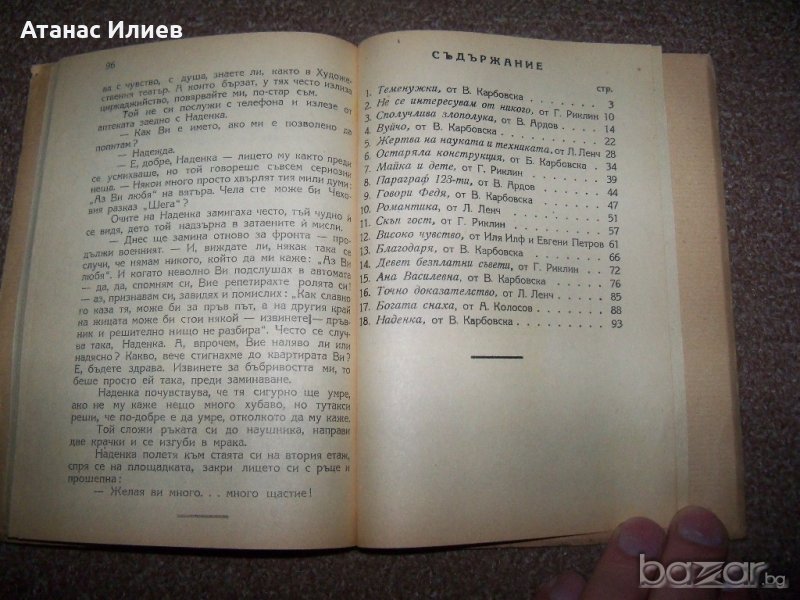 Атанас Илиев
96
ва с чувство, с душа, знаете ли, както в Художе-
ствения театър. А които бързат, у тях често излиза
циркаджийство, повярвайте ми, по-стар съм.
Той не си послужи с телефона и излезе от
аптеката заедно с Наденка.
— Как Ви е името, ако ми е позволено да
попитам?
— Надежда.
— Е, добре, Наденка — лицето му както преди
се усмихваше, но той говореше съвсем сериозни
неща. — Някои много просто хвърлят тия мили думи:
„Аз Ви любя“ на вятъра. Чела сте може би Чехо-
вия разказ „Шега“?
Очите на Наденка замигаха често, тъй чудно и
се видя, дето той надзърна в затаените й мисли.
— Днес ще замина отново за фронта — про-
дължи военният. — И, виждате ли, някак така се
случи, че нямам никого, който да ми каже: „Аз Ви
любя“. И когато неволно Ви подслушах в автомата
— да, да, спомням си, Вие репетирахте ролята си!
— аз, признавам си, завидях и помислих: „Как славно
го каза тя, може би за пръв път, а на другия край
на жицата може би стои някой — извинете — дръв-
ник и решително нищо не разбира“. Често се слу-
чва така, Наденка. А, впрочем, Вие наляво ли или
надясно? Какво, вече стигнахме до квартирата Ви?
Е, бъдете здрава. Извинете за бъбривостта ми, то
беше просто ей така, преди заминаване.
Наденка почувствува, че тя сигурно ще умре,
ако не му каже нещо много хубаво, но тутакси
реши, че по-добре е да умре, отколкото да му каже.
Той сложи ръката си до наушника, направи
две крачки и се изгуби в мрака.
Наденка полетя към стаята си на втория етаж,
спря се на площадката, закри лицето си с ръце и
прошепна:
— Желая ви много. . . много щастие!
СЪДЪРЖАНИЕ
стр.
1. Теменужки, от В. Карбовска 3
2. Не се интересувам от никого, от Г. Риклин 10
3. Сполучлива злополука, от В. Ардов 14
4. Вуйчо, от В. Карбовска 22
5. Жертва на науката и техниката, от Л. Ленч 28
6. Остаряла конструкция, от Б. Карбовска 34
7. Майка и дете, от Г. Риклин 39
8. Параграф 123-ти, от В. Ардов 44
9. Говори Федя, от В. Карбовска 47
10. Романтика, от Л. Ленч 51
11. Скъп гост, от Г. Риклин 57
12. Високо чувство, от Иля Илф и Евгени Петров 61
13. Благодаря, от В. Карбовска 66
14. Девет безплатни съвети, от Г. Риклин 72
15. Ана Василевна, от В. Карбовска 76
16. Точно доказателство, от Л. Ленч 85
17. Богата снаха, от А. Колосов 88
18. Наденка, от В. Карбовска 93
bazar.bg